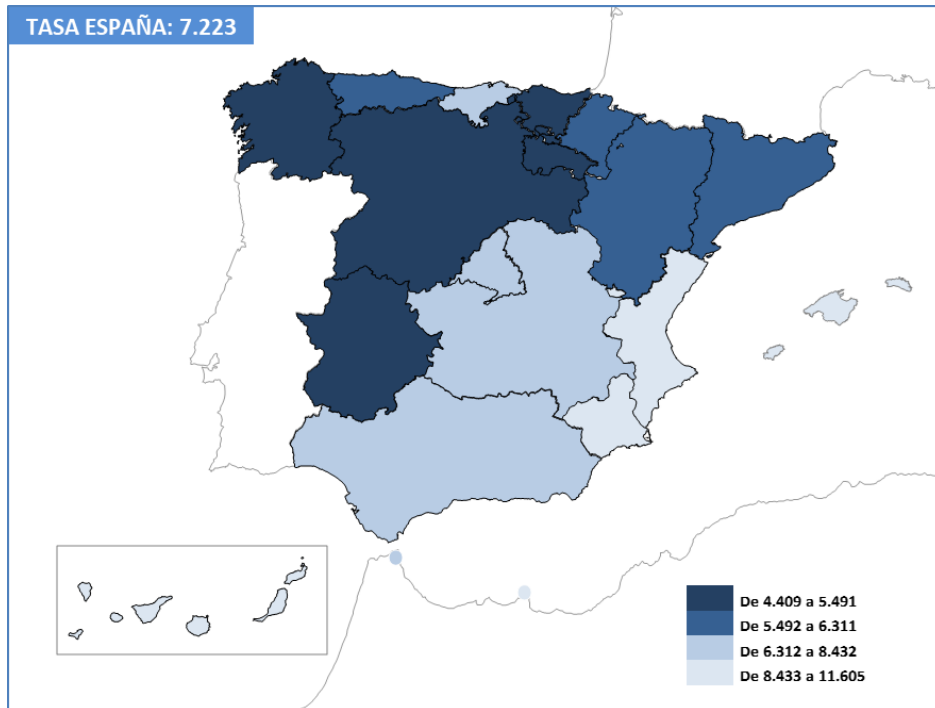 TASA ESPAÑA: 7.223
De 4.409 a 5.491
De 5.492 a 6.311
De 6.312 a 8.432
De 8.433 a 11.605